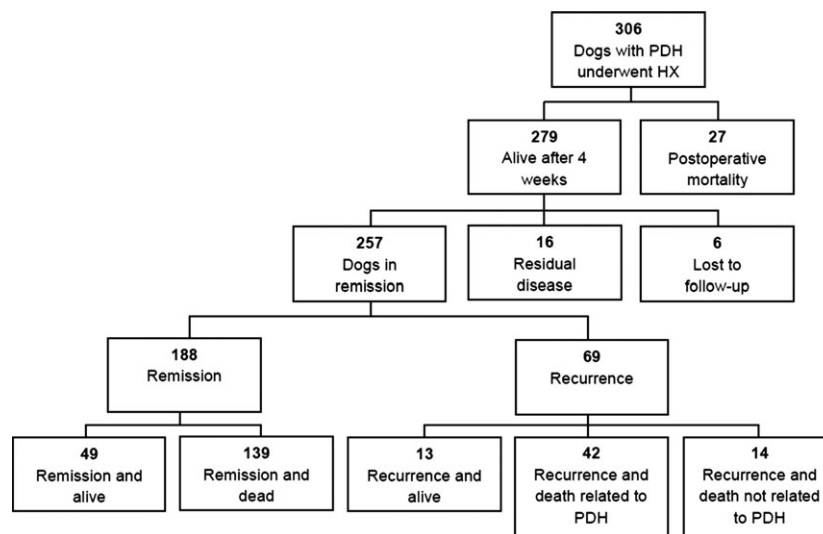 306
Dogs with PDH
underwent HX
279
Alive after 4
weeks
27
Postoperative
mortality
257
Dogs in
remission
16
Residual
disease
6
Lost to
follow-up
188
Remission
69
Recurrence
49
Remission and
alive
139
Remission and
dead
13
Recurrence and
alive
42
Recurrence and
death related to
PDH
14
Recurrence and
death not related
to PDH